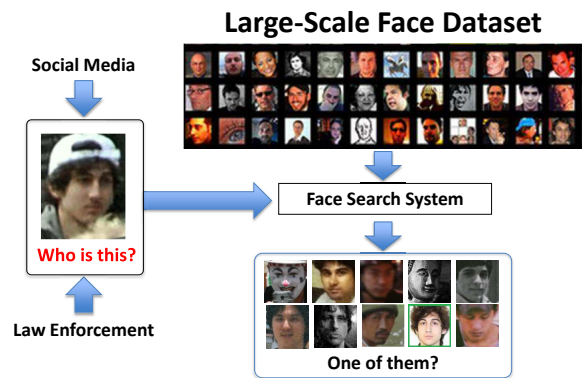 Large-Scale Face Dataset
Social Media
Who is this?
Law Enforcement
Face Search System
One of them?